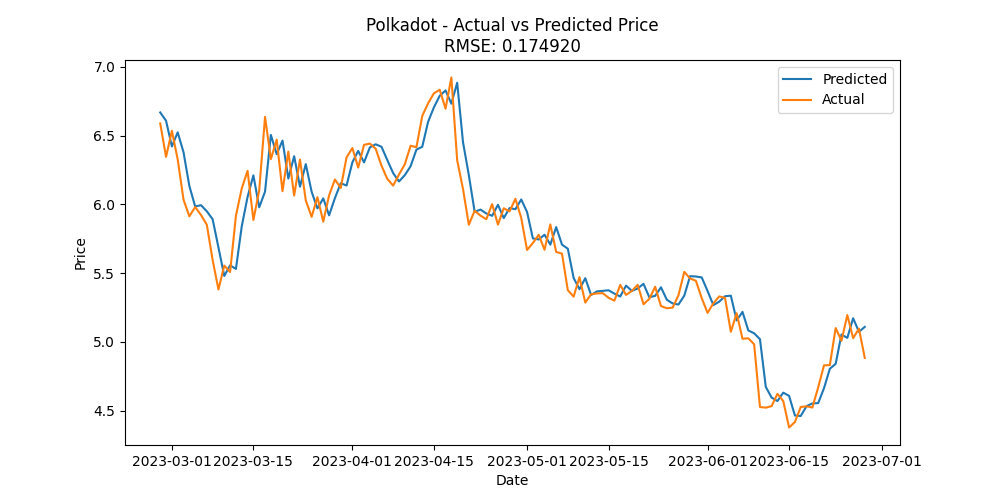 Polkadot - Actual vs Predicted Price
RMSE: 0.174920
Predicted
Actual
Price
7.0
6.5
6.0
5.5
5.0
4.5
2023-03-01 2023-03-15 2023-04-01 2023-04-15 2023-05-01 2023-05-15 2023-06-01 2023-06-15 2023-07-01
Date